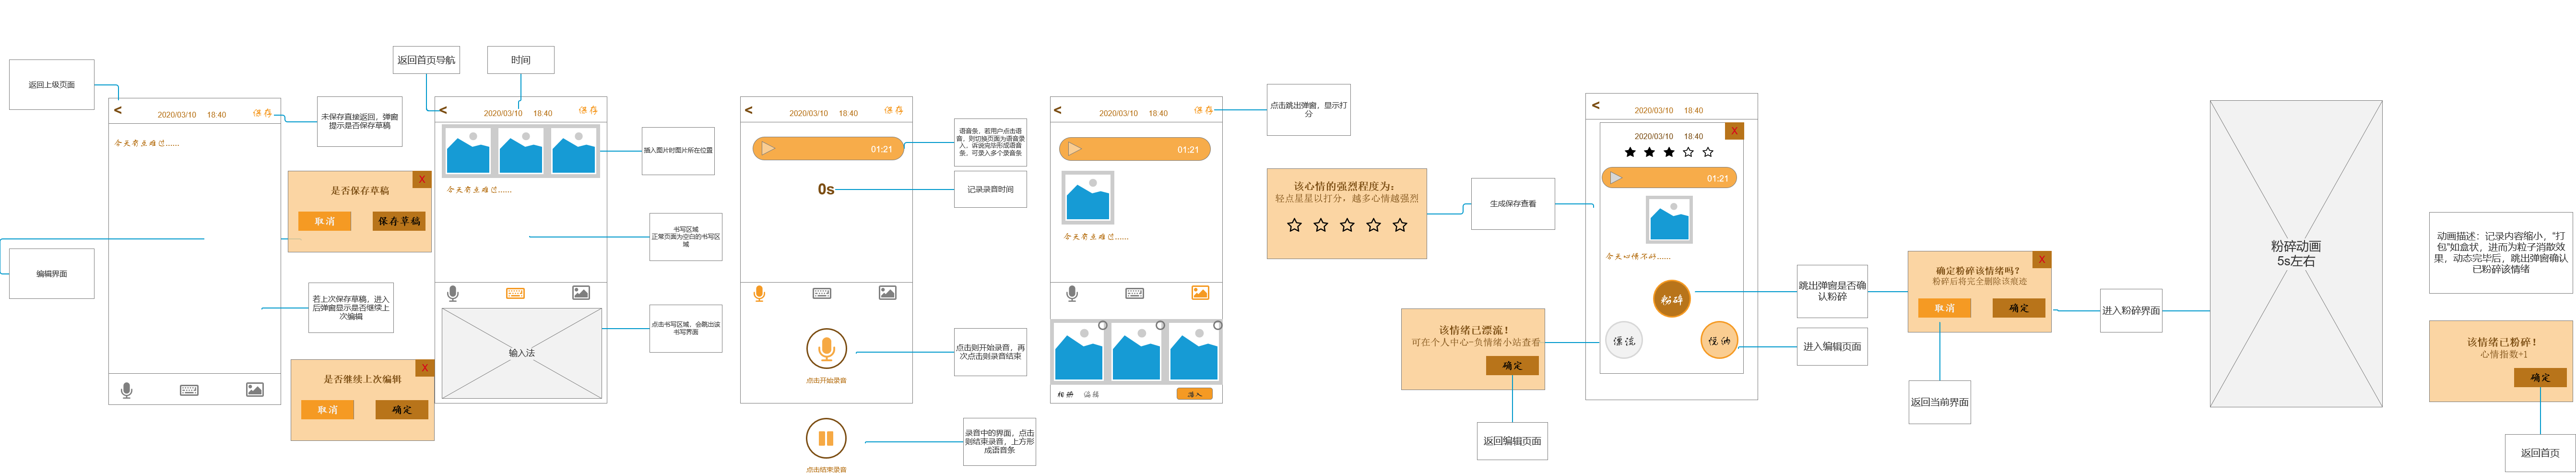 返回上级页面
编辑界面
<
2020/03/10 18:40
保存
今天有点难过......
未保存直接返回，弹窗
提示是否保存草稿
X
是否保存草稿
取消
保存草稿
若上次保存草稿，进入
后弹窗显示是否继续上
次编辑
X
是否继续上次编辑
取消
确定
返回首页导航
时间
<
2020/03/10 18:40
保存
今天有点难过......
输入法
插入图片时图片所在位置
书写区域
正常页面为空白的书写区
域
点击书写区域，会跳出该
书写界面
<
2020/03/10 18:40
保存
01:21
0s
点击开始录音
点击结束录音
语音条，若用户点击语
音，则切换页面为语音录
入，诉说完毕形成语音
条，可录入多个录音条
记录录音时间
点击则开始录音，再
次点击则录音结束
录音中的界面，点击
则结束录音，上方形
成语音条
<
2020/03/10 18:40
保存
01:21
今天有点难过......
相册
编辑
插入
点击跳出弹窗，显示打
分
该心情的强烈程度为：
轻点星星以打分，越多心情越强烈
生成保存查看
该情绪已漂流！
可在个人中心-负情绪小站查看
确定
返回编辑页面
<
2020/03/10 18:40
X
2020/03/10 18:40
01:21
今天心情不好......
粉碎
漂流
悦纳
跳出弹窗是否确
认粉碎
进入编辑页面
X
确定粉碎该情绪吗？
粉碎后将完全删除该痕迹
取消
确定
返回当前界面
进入粉碎界面
粉碎动画
5s左右
动画描述：记录内容缩小，"打
包"如盒状，进而为粒子消散效
果，动态完毕后，跳出弹窗确认
已粉碎该情绪
该情绪已粉碎！
心情指数+1
确定
返回首页